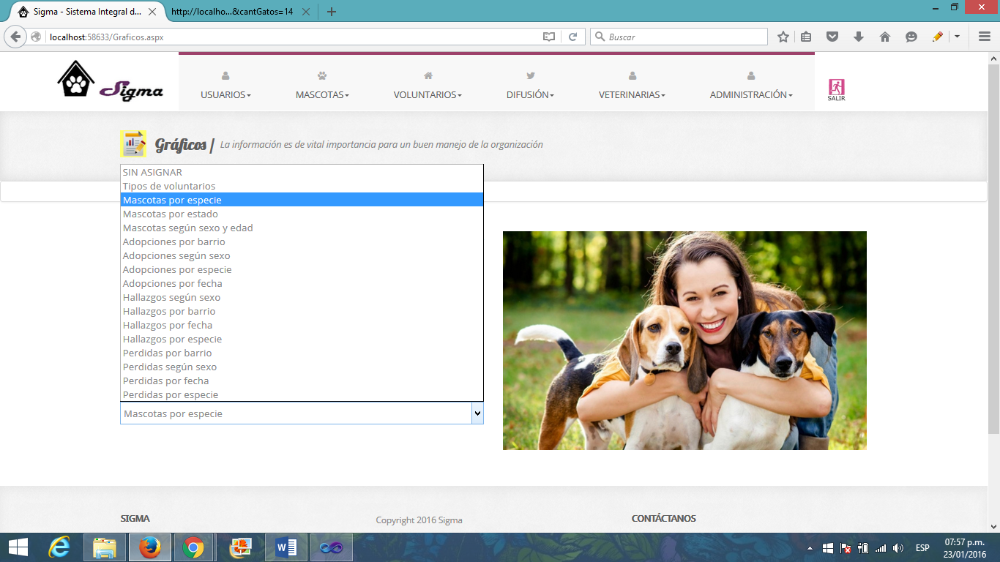 Sigma - Sistema Integral d...
http://localho...&cantGatos=14
localhost:58633/Graficos.aspx
Buscar
Sigma
USUARIOS
MASCOTAS
VOLUNTARIOS
DIFUSIÓN
VETERINARIAS
ADMINISTRACIÓN
SALIR
Gráficos | La información es de vital importancia para un buen manejo de la organización
SIN ASIGNAR
Tipos de voluntarios
Mascotas por especie
Mascotas por estado
Mascotas según sexo y edad
Adopciones por barrio
Adopciones según sexo
Adopciones por especie
Adopciones por fecha
Hallazgos según sexo
Hallazgos por barrio
Hallazgos por fecha
Hallazgos por especie
Perdidas por barrio
Perdidas según sexo
Perdidas por fecha
Perdidas por especie
Mascotas por especie
SIGMA
Copyright 2016 Sigma
CONTÁCTANOS
ESP
07:57 p.m.
23/01/2016